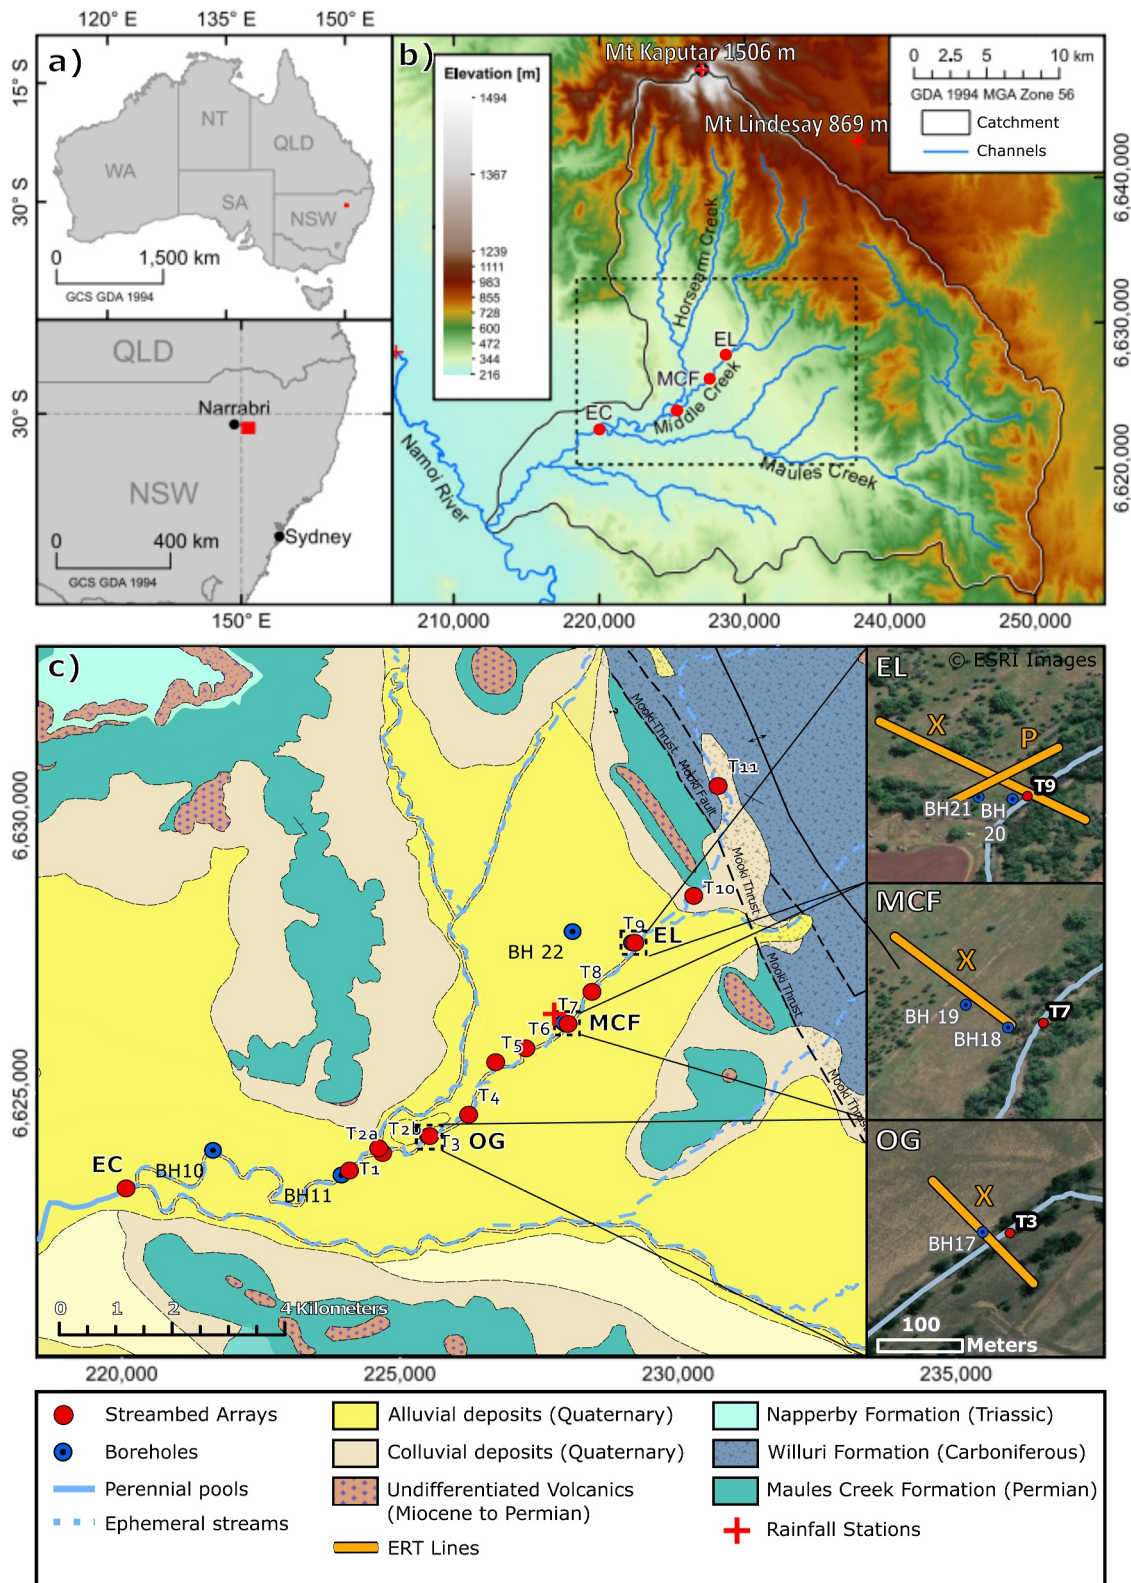 120° E
135° E
150° E
a)
15° S
30° S
NT
QLD
WA
SA
NSW
0
1,500 km
GCS GDA 1994
QLD
Narrabri
30° S
NSW
0
400 km
Sydney
GCS GDA 1994
150° E
b)
Mt Kaputar 1506 m
Elevation [m]
1494
1367
1239
1111
983
855
728
600
472
344
216
Mt Lindesay 869 m
0 2.5 5 10 km
GDA 1994 MGA Zone 56
Catchment
Channels
Horsearm Creek
EL
MCF
Middle Creek
EC
Maules Creek
Namoi River
6,640,000
6,630,000
6,620,000
210,000
220,000
230,000
240,000
250,000
c)
6,630,000
6,625,000
Mooki Thrust
Mooki Fault
?
T11
T10
Mooki Thrust
Mooki Thrust
Mooki Thrust
T9
EL
BH 22
T8
T7
T6
MCF
T5
T4
T2b
T2a
T3
OG
T1
EC
BH10
BH11
0 1 2 4 Kilometers
220,000
225,000
230,000
235,000
EL
© ESRI Images
X
P
T9
BH21
BH
20
MCF
X
BH 19
T7
BH18
OG
X
T3
BH17
100
Meters
Streambed Arrays
Boreholes
Perennial pools
Ephemeral streams
Alluvial deposits (Quaternary)
Colluvial deposits (Quaternary)
Undifferentiated Volcanics
(Miocene to Permian)
ERT Lines
Napperby Formation (Triassic)
Willuri Formation (Carboniferous)
Maules Creek Formation (Permian)
Rainfall Stations